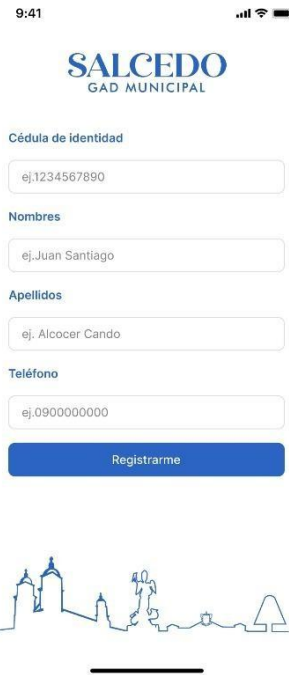 9:41
SALCEDO
GAD MUNICIPAL
Cédula de identidad
ej.1234567890
Nombres
ej.Juan Santiago
Apellidos
ej. Alcocer Cando
Teléfono
ej.0900000000
Registrarme